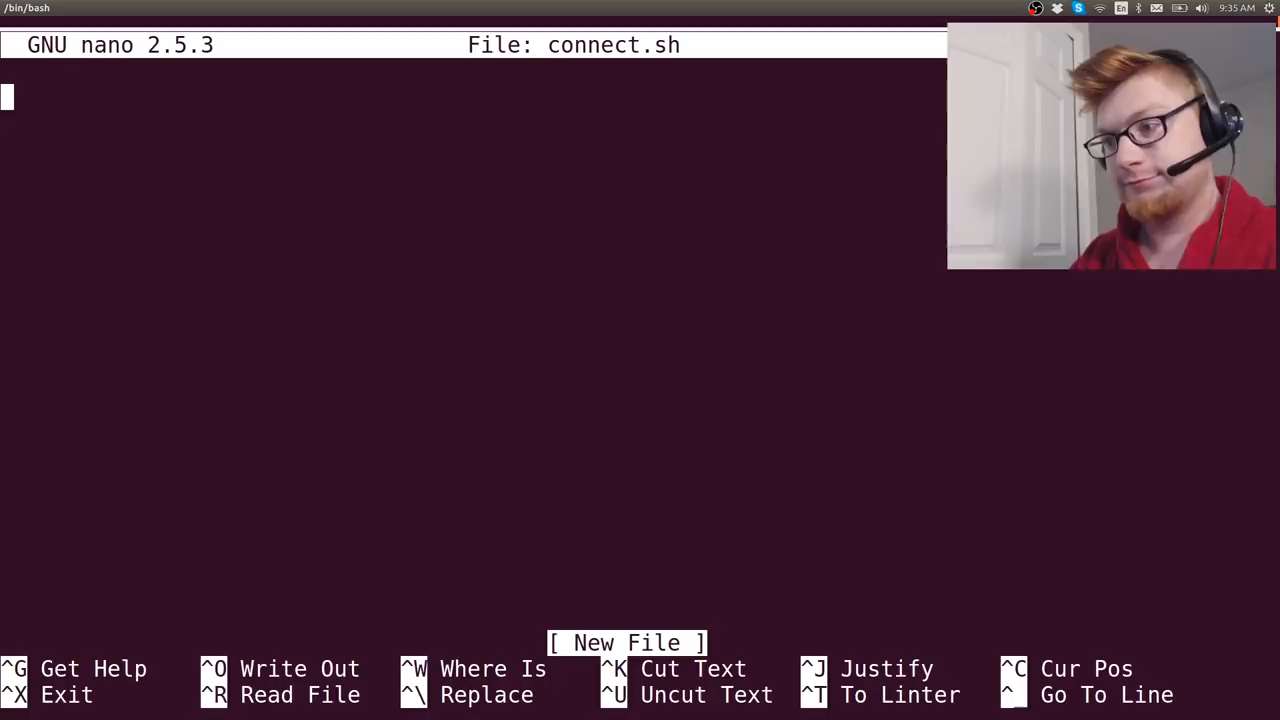 /bin/bash
En
9:35 AM
GNU nano 2.5.3 File: connect.sh
[ New File ]
^G Get Help ^O Write Out ^W Where Is ^K Cut Text ^J Justify ^C Cur Pos
^X Exit ^R Read File ^\ Replace ^U Uncut Text ^T To Linter ^_ Go To Line